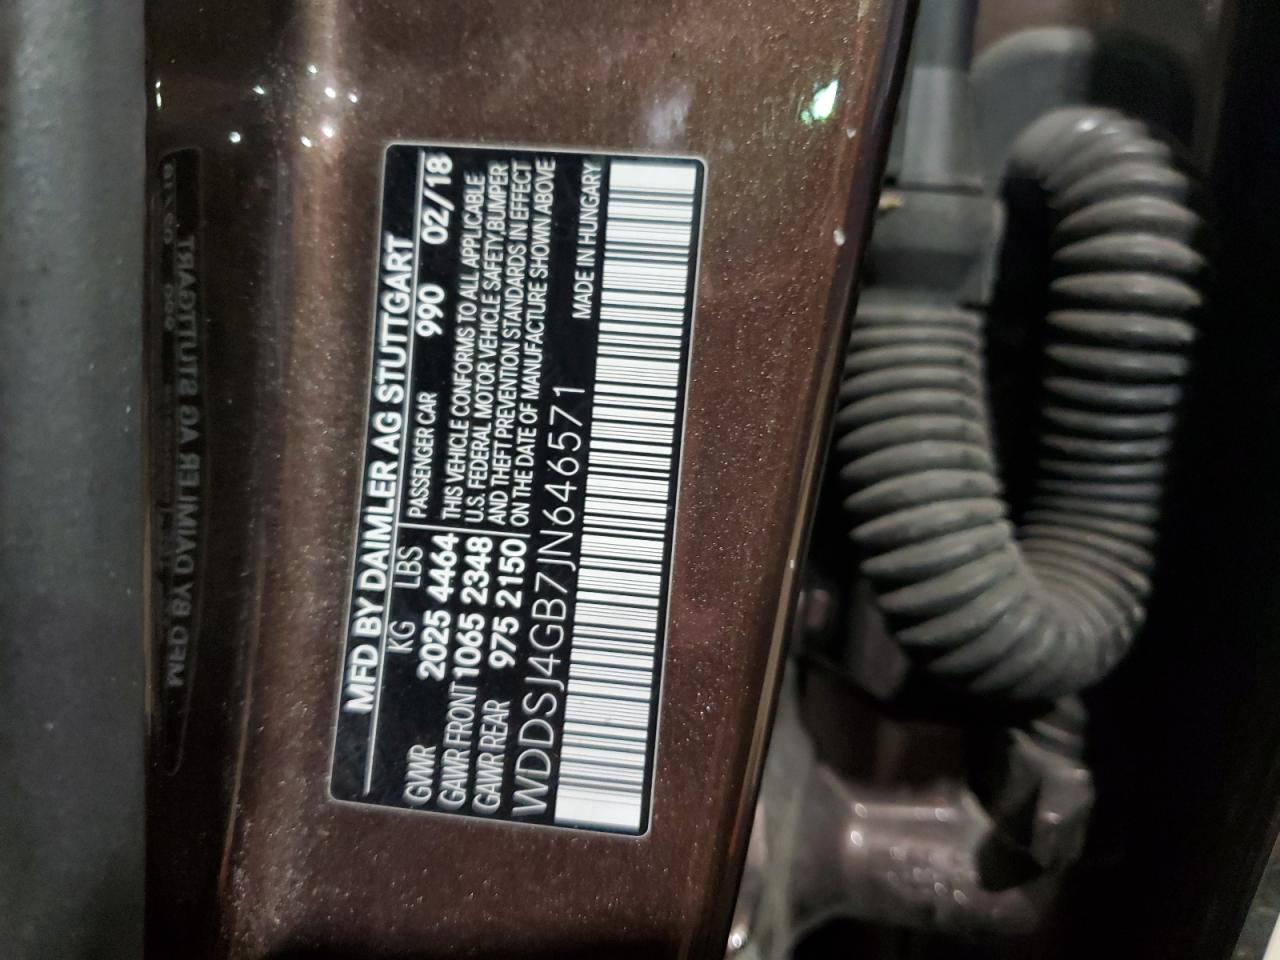 MFD BY DAIMLER AG STUTTGART
KG LBS PASSENGER CAR 990 02/18
GWR 2025 4464 THIS VEHICLE CONFORMS TO ALL APPLICABLE
GAWR FRONT 1065 2348 U.S. FEDERAL MOTOR VEHICLE SAFETY,BUMPER
GAWR REAR 975 2150 AND THEFT PREVENTION STANDARDS IN EFFECT
ON THE DATE OF MANUFACTURE SHOWN ABOVE
WDDSJ4GB7JN646571 MADE IN HUNGARY